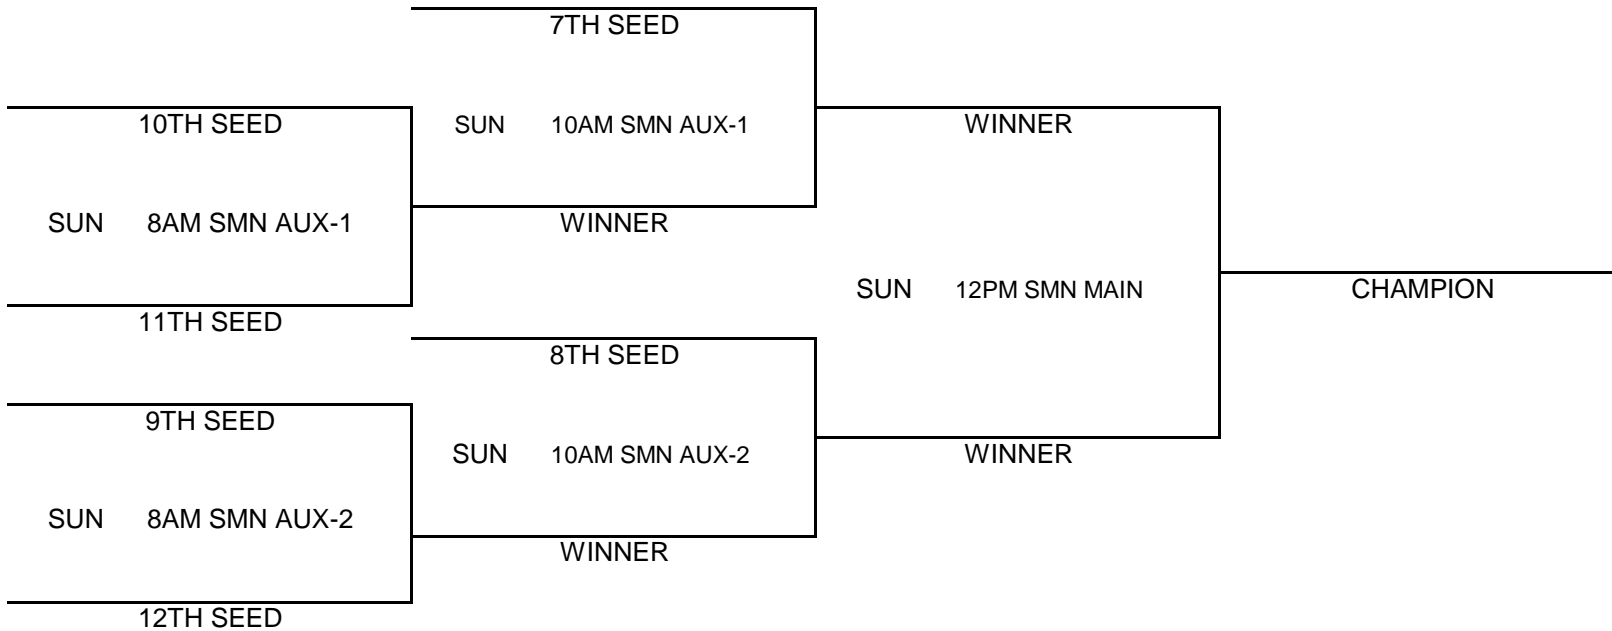 7TH SEED
10TH SEED
SUN 10AM SMN AUX-1
WINNER
SUN 8AM SMN AUX-1
WINNER
SUN 12PM SMN MAIN
CHAMPION
11TH SEED
8TH SEED
9TH SEED
SUN 10AM SMN AUX-2
WINNER
SUN 8AM SMN AUX-2
WINNER
12TH SEED